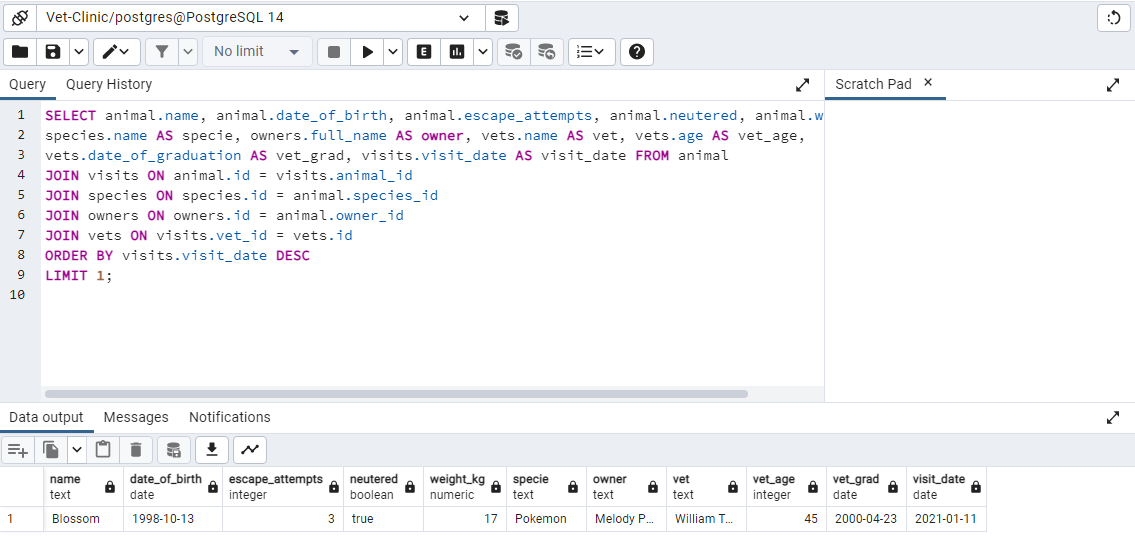 Vet-Clinic/postgres@PostgreSQL 14
No limit
E
Query Query History Scratch Pad
1 SELECT animal.name, animal.date_of_birth, animal.escape_attempts, animal.neutered, animal.w
2 species.name AS specie, owners.full_name AS owner, vets.name AS vet, vets.age AS vet_age,
3 vets.date_of_graduation AS vet_grad, visits.visit_date AS visit_date FROM animal
4 JOIN visits ON animal.id = visits.animal_id
5 JOIN species ON species.id = animal.species_id
6 JOIN owners ON owners.id = animal.owner_id
7 JOIN vets ON visits.vet_id = vets.id
8 ORDER BY visits.visit_date DESC
9 LIMIT 1;
10
Data output Messages Notifications
name date_of_birth escape_attempts neutered weight_kg specie owner vet vet_age vet_grad visit_date
text date integer boolean numeric text text text integer date date
1 Blossom 1998-10-13 3 true 17 Pokemon Melody P... William T... 45 2000-04-23 2021-01-11